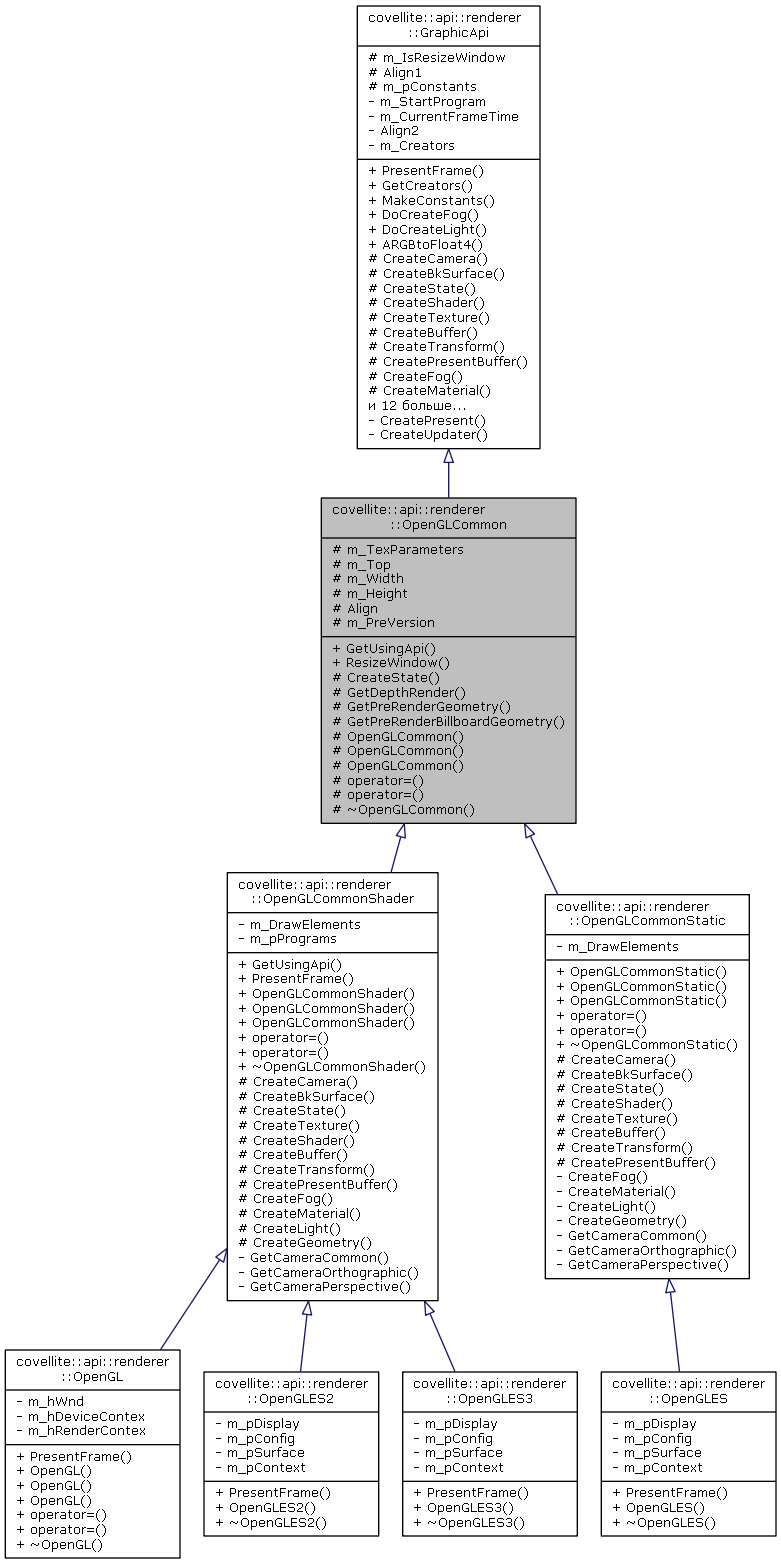 covellite::api::renderer
::GraphicApi
# m_IsResizeWindow
# Align1
# m_pConstants
- m_StartProgram
- m_CurrentFrameTime
- Align2
- m_Creators
+ PresentFrame()
+ GetCreators()
+ MakeConstants()
+ DoCreateFog()
+ DoCreateLight()
+ ARGBtoFloat4()
# CreateCamera()
# CreateBkSurface()
# CreateState()
# CreateShader()
# CreateTexture()
# CreateBuffer()
# CreateTransform()
# CreatePresentBuffer()
# CreateFog()
# CreateMaterial()
и 12 больше...
- CreatePresent()
- CreateUpdater()
covellite::api::renderer
::OpenGLCommon
# m_TexParameters
# m_Top
# m_Width
# m_Height
# Align
# m_PreVersion
+ GetUsingApi()
+ ResizeWindow()
# CreateState()
# GetDepthRender()
# GetPreRenderGeometry()
# GetPreRenderBillboardGeometry()
# OpenGLCommon()
# OpenGLCommon()
# OpenGLCommon()
# operator=()
# operator=()
# ~OpenGLCommon()
covellite::api::renderer
::OpenGLCommonShader
- m_DrawElements
- m_pPrograms
+ GetUsingApi()
+ PresentFrame()
+ OpenGLCommonShader()
+ OpenGLCommonShader()
+ OpenGLCommonShader()
+ operator=()
+ operator=()
+ ~OpenGLCommonShader()
# CreateCamera()
# CreateBkSurface()
# CreateState()
# CreateTexture()
# CreateShader()
# CreateBuffer()
# CreateTransform()
# CreatePresentBuffer()
# CreateFog()
# CreateMaterial()
# CreateLight()
# CreateGeometry()
- GetCameraCommon()
- GetCameraOrthographic()
- GetCameraPerspective()
covellite::api::renderer
::OpenGLCommonStatic
- m_DrawElements
+ OpenGLCommonStatic()
+ OpenGLCommonStatic()
+ OpenGLCommonStatic()
+ operator=()
+ operator=()
+ ~OpenGLCommonStatic()
# CreateCamera()
# CreateBkSurface()
# CreateState()
# CreateShader()
# CreateTexture()
# CreateBuffer()
# CreateTransform()
# CreatePresentBuffer()
- CreateFog()
- CreateMaterial()
- CreateLight()
- CreateGeometry()
- GetCameraCommon()
- GetCameraOrthographic()
- GetCameraPerspective()
covellite::api::renderer
::OpenGL
- m_hWnd
- m_hDeviceContex
- m_hRenderContex
+ PresentFrame()
+ OpenGL()
+ OpenGL()
+ OpenGL()
+ operator=()
+ operator=()
+ ~OpenGL()
covellite::api::renderer
::OpenGLES2
- m_pDisplay
- m_pConfig
- m_pSurface
- m_pContext
+ PresentFrame()
+ OpenGLES2()
+ ~OpenGLES2()
covellite::api::renderer
::OpenGLES3
- m_pDisplay
- m_pConfig
- m_pSurface
- m_pContext
+ PresentFrame()
+ OpenGLES3()
+ ~OpenGLES3()
covellite::api::renderer
::OpenGLES
- m_pDisplay
- m_pConfig
- m_pSurface
- m_pContext
+ PresentFrame()
+ OpenGLES()
+ ~OpenGLES()